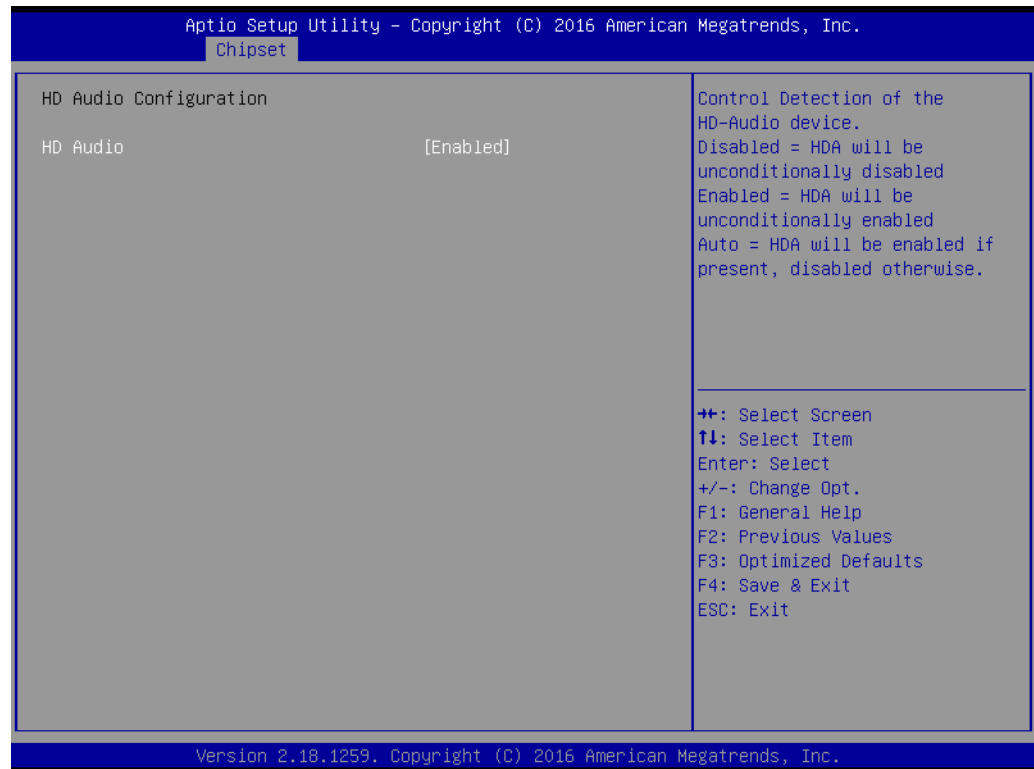 Aptio Setup Utility – Copyright (C) 2016 American Megatrends, Inc.
Chipset
HD Audio Configuration
HD Audio [Enabled]
Control Detection of the
HD-Audio device.
Disabled = HDA will be
unconditionally disabled
Enabled = HDA will be
unconditionally enabled
Auto = HDA will be enabled if
present, disabled otherwise.
→←: Select Screen
↑↓: Select Item
Enter: Select
+/-: Change Opt.
F1: General Help
F2: Previous Values
F3: Optimized Defaults
F4: Save & Exit
ESC: Exit
Version 2.18.1259. Copyright (C) 2016 American Megatrends, Inc.